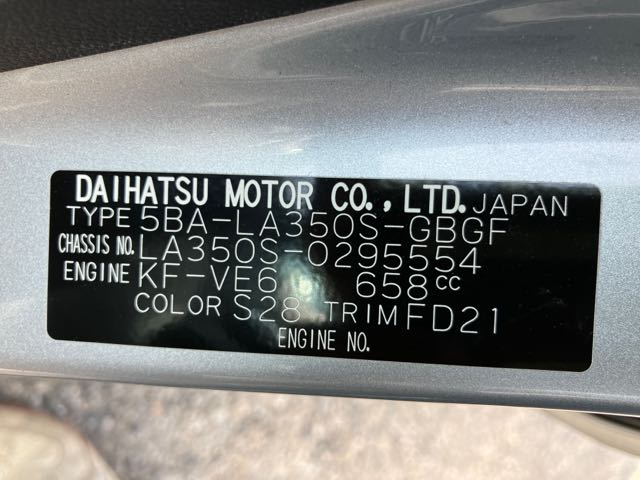 DAIHATSU MOTOR CO., LTD. JAPAN
TYPE 5BA-LA350S-GBGF
CHASSIS NO. LA350S-0295554
ENGINE KF-VE6 658cc
COLOR S28 TRIM FD21
ENGINE NO.